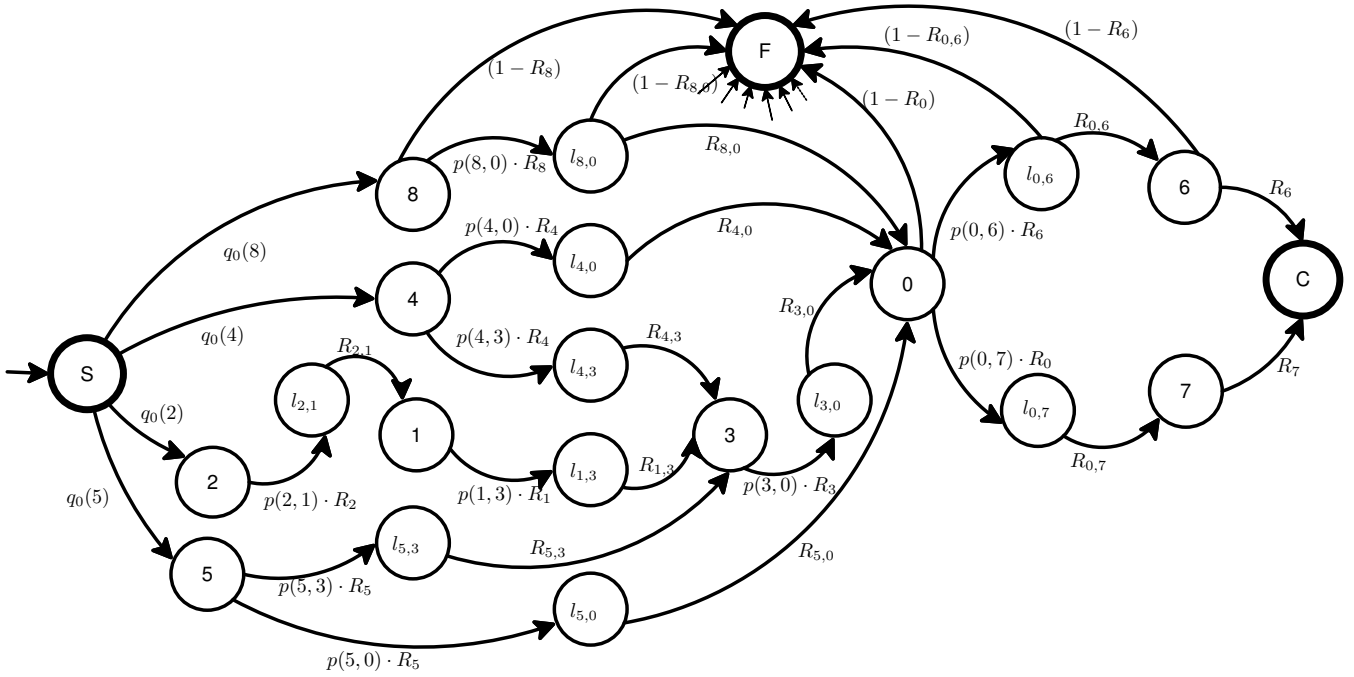 F
(1 − R₈)
(1 − R₈,₀)
(1 − R₀,₆)
(1 − R₆)
(1 − R₀)
p(8, 0) · R₈
l₈,₀
R₈,₀
R₀,₆
l₀,₆
6
R₆
8
q₀(8)
p(4, 0) · R₄
l₄,₀
R₄,₀
p(0, 6) · R₆
C
4
0
q₀(4)
p(4, 3) · R₄
l₄,₃
R₄,₃
R₃,₀
S
R₂,₁
l₂,₁
q₀(2)
1
3
l₃,₀
p(0, 7) · R₀
l₀,₇
7
R₇
R₀,₇
2
p(2, 1) · R₂
p(1, 3) · R₁
l₁,₃
R₁,₃
p(3, 0) · R₃
q₀(5)
5
l₅,₃
p(5, 3) · R₅
R₅,₃
R₅,₀
l₅,₀
p(5, 0) · R₅